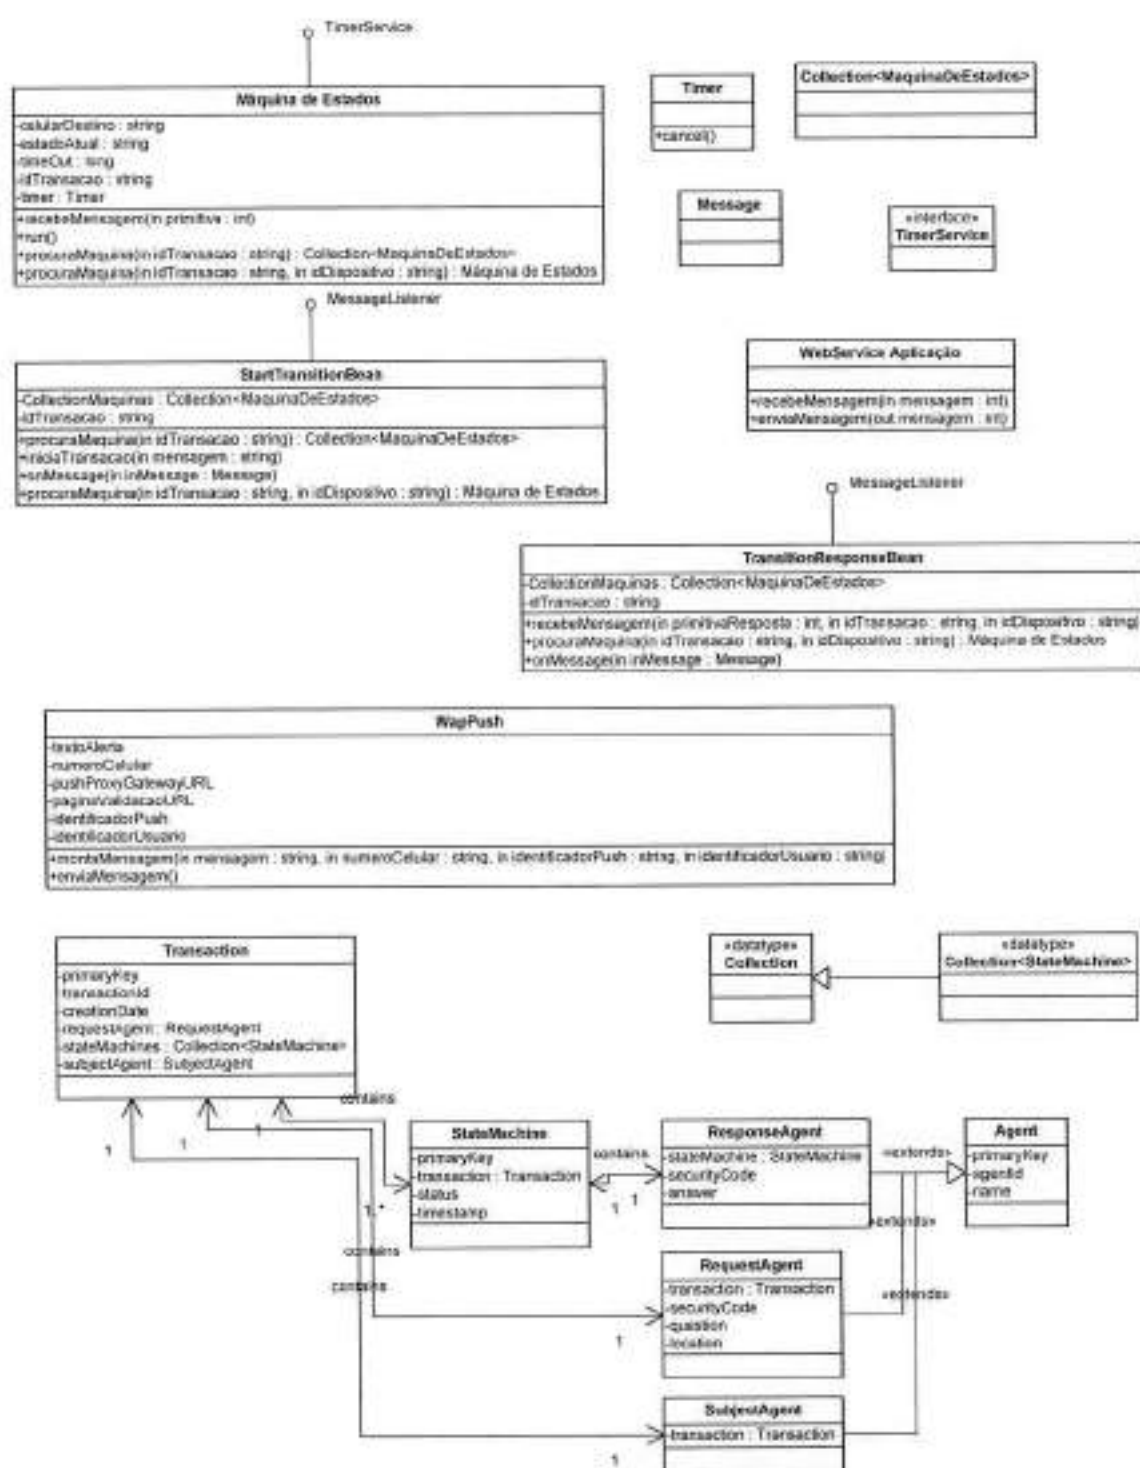 TimerService
Máquina de Estados
-celularDestino : string
-estadoAtual : string
-timeOut : long
-idTransacao : string
-timer : Timer
+recebeMensagem(in primitiva : int)
+run()
+procuraMaquina(in idTransacao : string) : Collection<MaquinaDeEstados>
+procuraMaquina(in idTransacao : string, in idDispositivo : string) : Máquina de Estados
Timer
+cancel()
Collection<MaquinaDeEstados>
Message
«interface»
TimerService
MessageListener
StartTransitionBean
-CollectionMaquinas : Collection<MaquinaDeEstados>
-idTransacao : string
+procuraMaquina(in idTransacao : string) : Collection<MaquinaDeEstados>
+iniciaTransacao(in mensagem : string)
+onMessage(in inMessage : Message)
+procuraMaquina(in idTransacao : string, in idDispositivo : string) : Máquina de Estados
WebService Aplicação
+recebeMensagem(in mensagem : int)
+enviaMensagem(out mensagem : int)
MessageListener
TransitionResponseBean
-CollectionMaquinas : Collection<MaquinaDeEstados>
-idTransacao : string
+recebeMensagem(in primitivaResposta : int, in idTransacao : string, in idDispositivo : string)
+procuraMaquina(in idTransacao : string, in idDispositivo : string) : Máquina de Estados
+onMessage(in inMessage : Message)
WapPush
-textoAlerta
-numeroCelular
-pushProxyGatewayURL
-paginaValidacaoURL
-identificadorPush
-identificadorUsuario
+montaMensagem(in mensagem : string, in numeroCelular : string, in identificadorPush : string, in identificadorUsuario : string)
+enviaMensagem()
Transaction
-primaryKey
-transactionId
-creationDate
-requestAgent : RequestAgent
-stateMachines : Collection<StateMachine>
-subjectAgent : SubjectAgent
«datatype»
Collection
«datatype»
Collection<StateMachine>
contains
1
1
1
StateMachine
-primaryKey
-transaction : Transaction
-status
-timestamp
1..*
contains
1
1
ResponseAgent
-stateMachine : StateMachine
-securityCode
-answer
«extends»
Agent
-primaryKey
-agentId
-name
«extends»
contains
contains
RequestAgent
-transaction : Transaction
-securityCode
-question
-location
«extends»
1
SubjectAgent
-transaction : Transaction
1